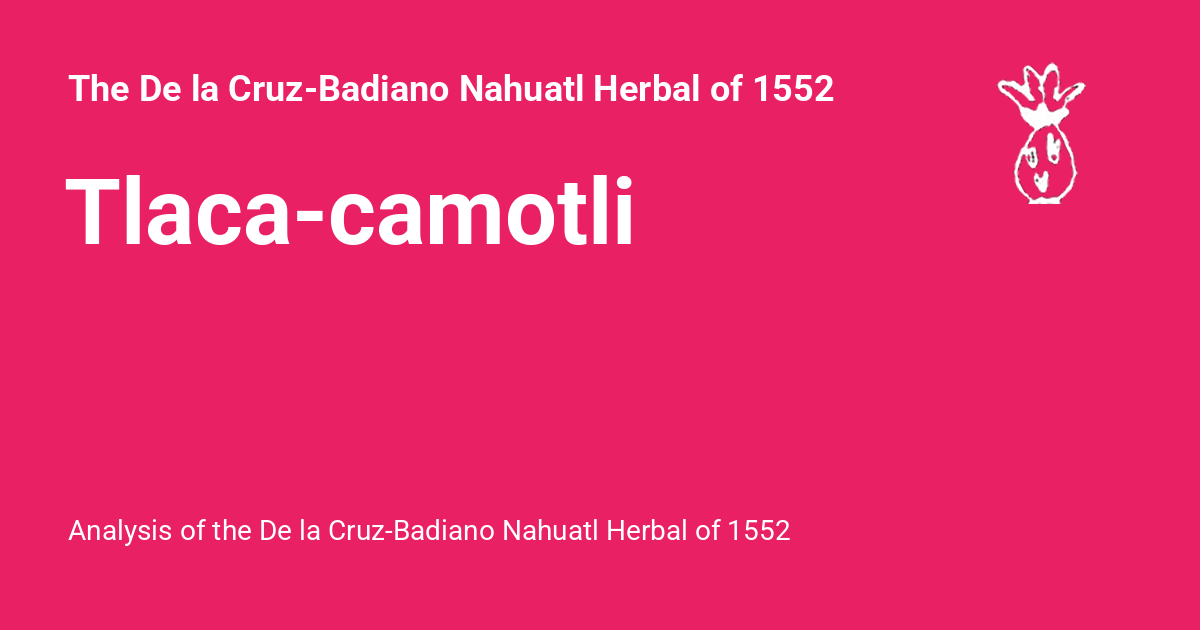 The De la Cruz-Badiano Nahuatl Herbal of 1552
Tlaca-camotli
Analysis of the De la Cruz-Badiano Nahuatl Herbal of 1552